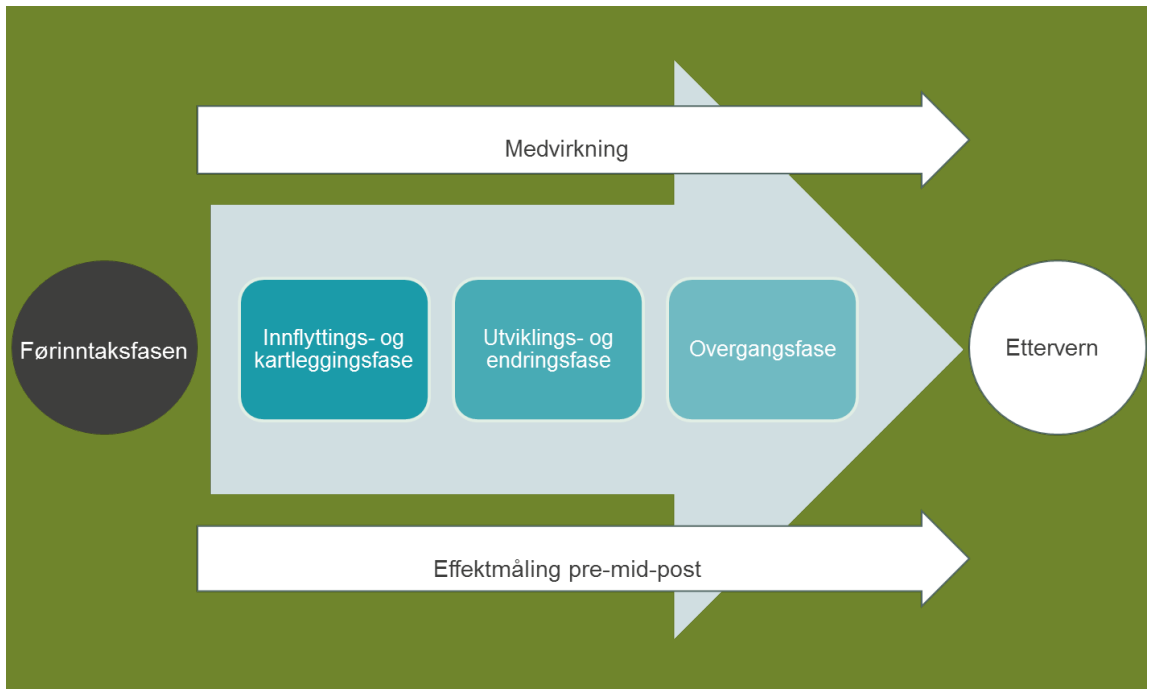 Medvirkning
Førinntaksfasen
Innflyttings- og
kartleggingsfase
Utviklings- og
endringsfase
Overgangsfase
Ettervern
Effektmåling pre-mid-post